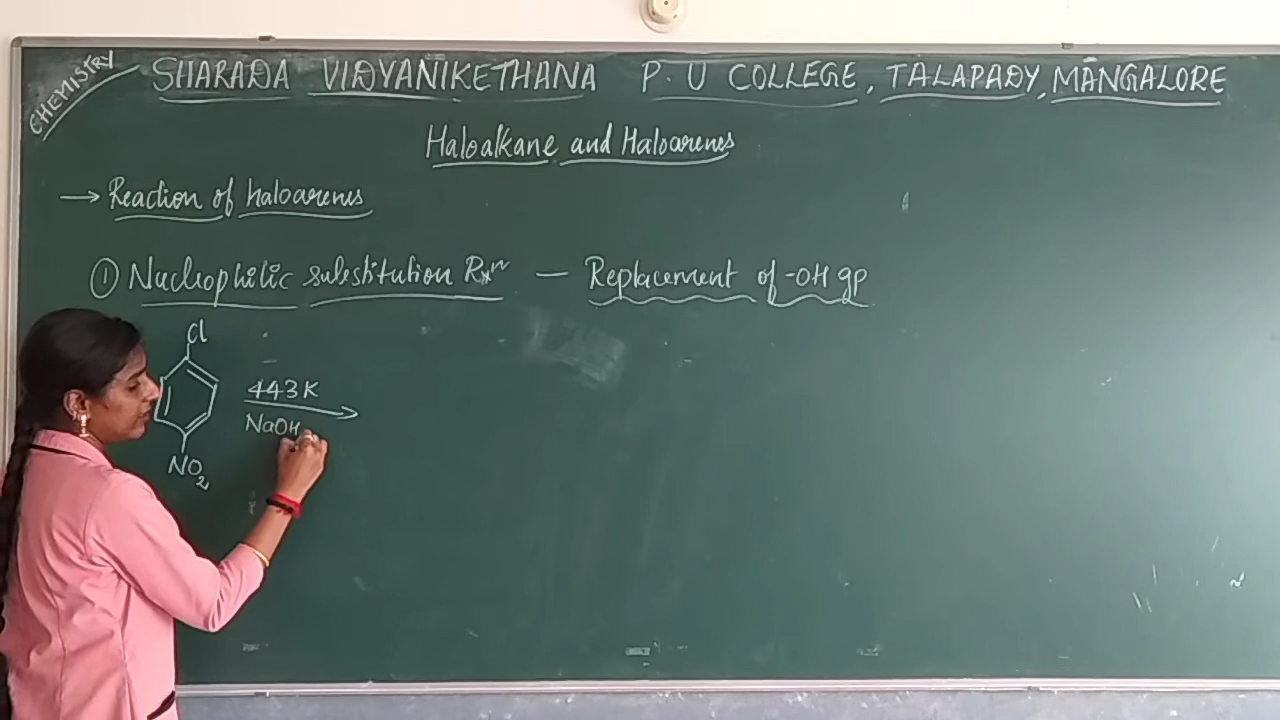 CHEMISTRY
SHARADA VIDYANIKETHANA P. U COLLEGE, TALAPADY, MANGALORE
Haloalkane and Haloarenes
→ Reaction of haloarenes
① Nucleophilic substitution Rxⁿ — Replacement of -OH gp
Cl
443K
NaOH
NO₂